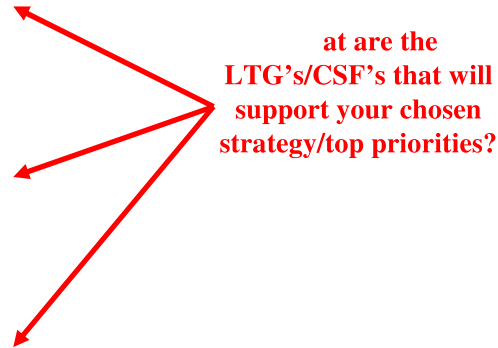 at are the
LTG’s/CSF’s that will
support your chosen
strategy/top priorities?